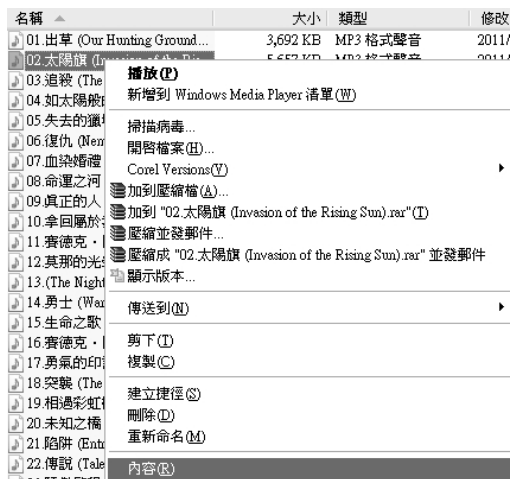 名稱 大小 類型 修改
01.出草 (Our Hunting Ground... 3,692 KB MP3 格式聲音 2011/
02.太陽旗 5,657 KB MP3 格式聲音 2011/
03.追殺 (The
播放(P)
新增到 Windows Media Player 清單(W)
04.如太陽般
05.失去的獵
掃描病毒...
06.復仇 (Nem
開啓檔案(H)...
07.血染婚禮
Corel Versions(V)
08.命運之河
加到壓縮檔(A)...
09.真正的人
加到 "02.太陽旗 (Invasion of the Rising Sun).rar"(T)
10.拿回屬於
壓縮並發郵件...
11.賽德克·
壓縮成 "02.太陽旗 (Invasion of the Rising Sun).rar" 並發郵件
12.莫那的光
顯示版本...
13.(The Night
14.勇士 (War
傳送到(N)
15.生命之歌
16.賽德克·
剪下(T)
17.勇氣的印
複製(C)
18.突襲 (The
建立捷徑(S)
19.相遇彩虹
刪除(D)
20.未知之橋
重新命名(M)
21.陷阱 (Entr
22.傳說 (Tale
內容(R)